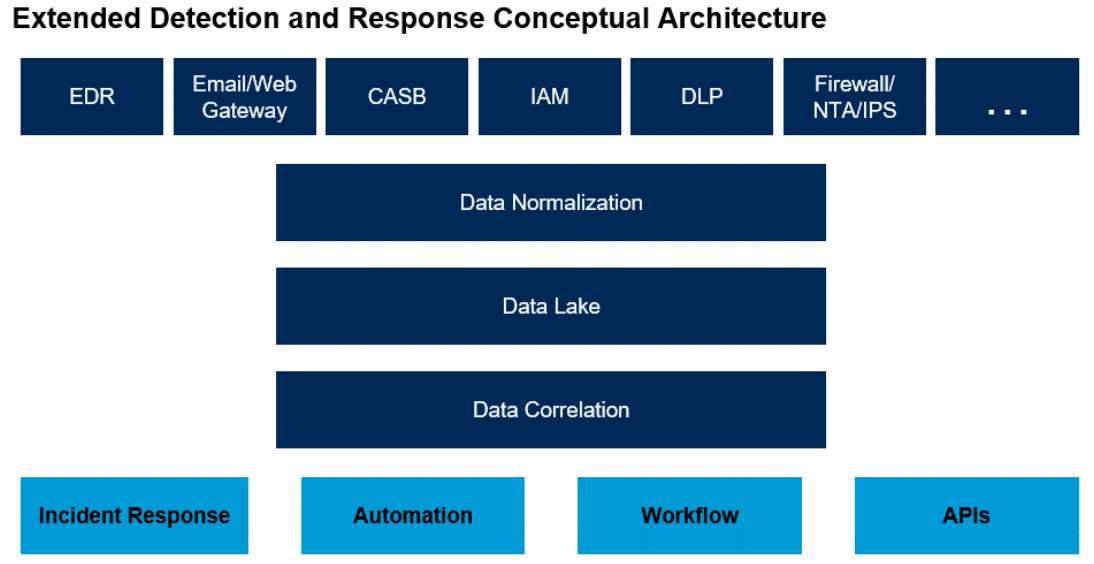 Extended Detection and Response Conceptual Architecture
EDR
Email/Web
Gateway
CASB
IAM
DLP
Firewall/
NTA/IPS
...
Data Normalization
Data Lake
Data Correlation
Incident Response
Automation
Workflow
APIs